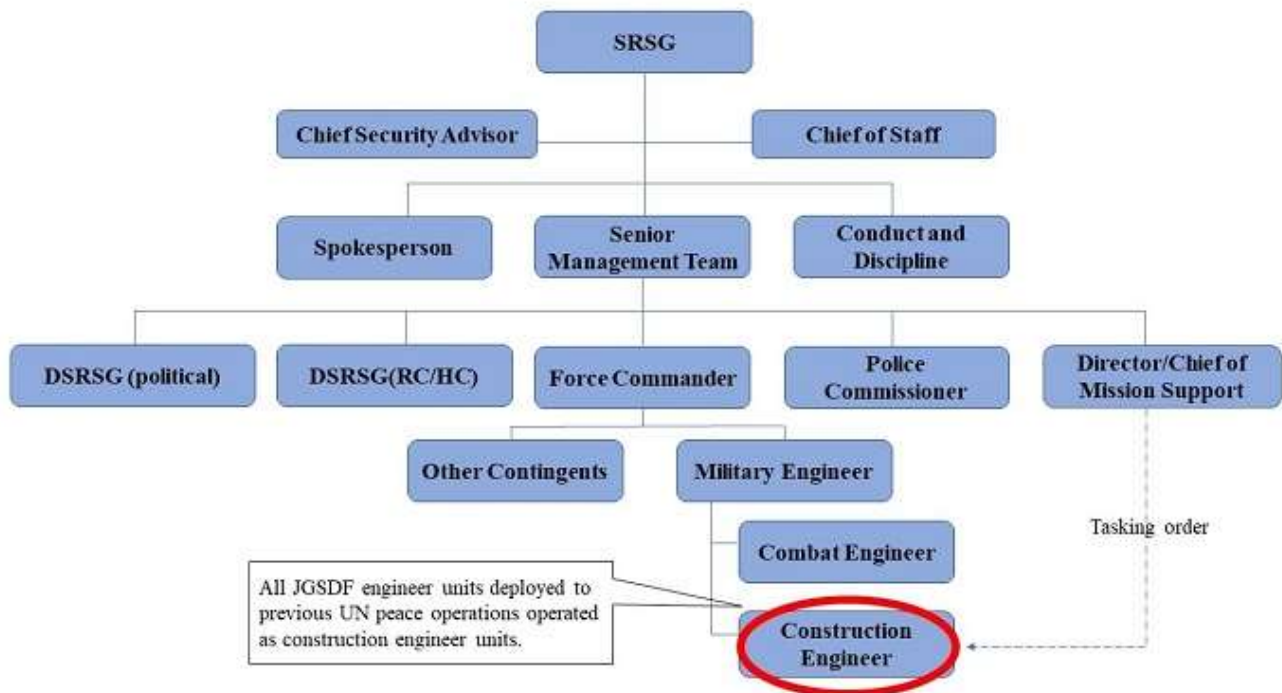 SRSG
Chief Security Advisor
Chief of Staff
Spokesperson
Senior
Management Team
Conduct and
Discipline
DSRSG (political)
DSRSG(RC/HC)
Force Commander
Police
Commissioner
Director/Chief of
Mission Support
Other Contingents
Military Engineer
Tasking order
Combat Engineer
All JGSDF engineer units deployed to
previous UN peace operations operated
as construction engineer units.
Construction
Engineer